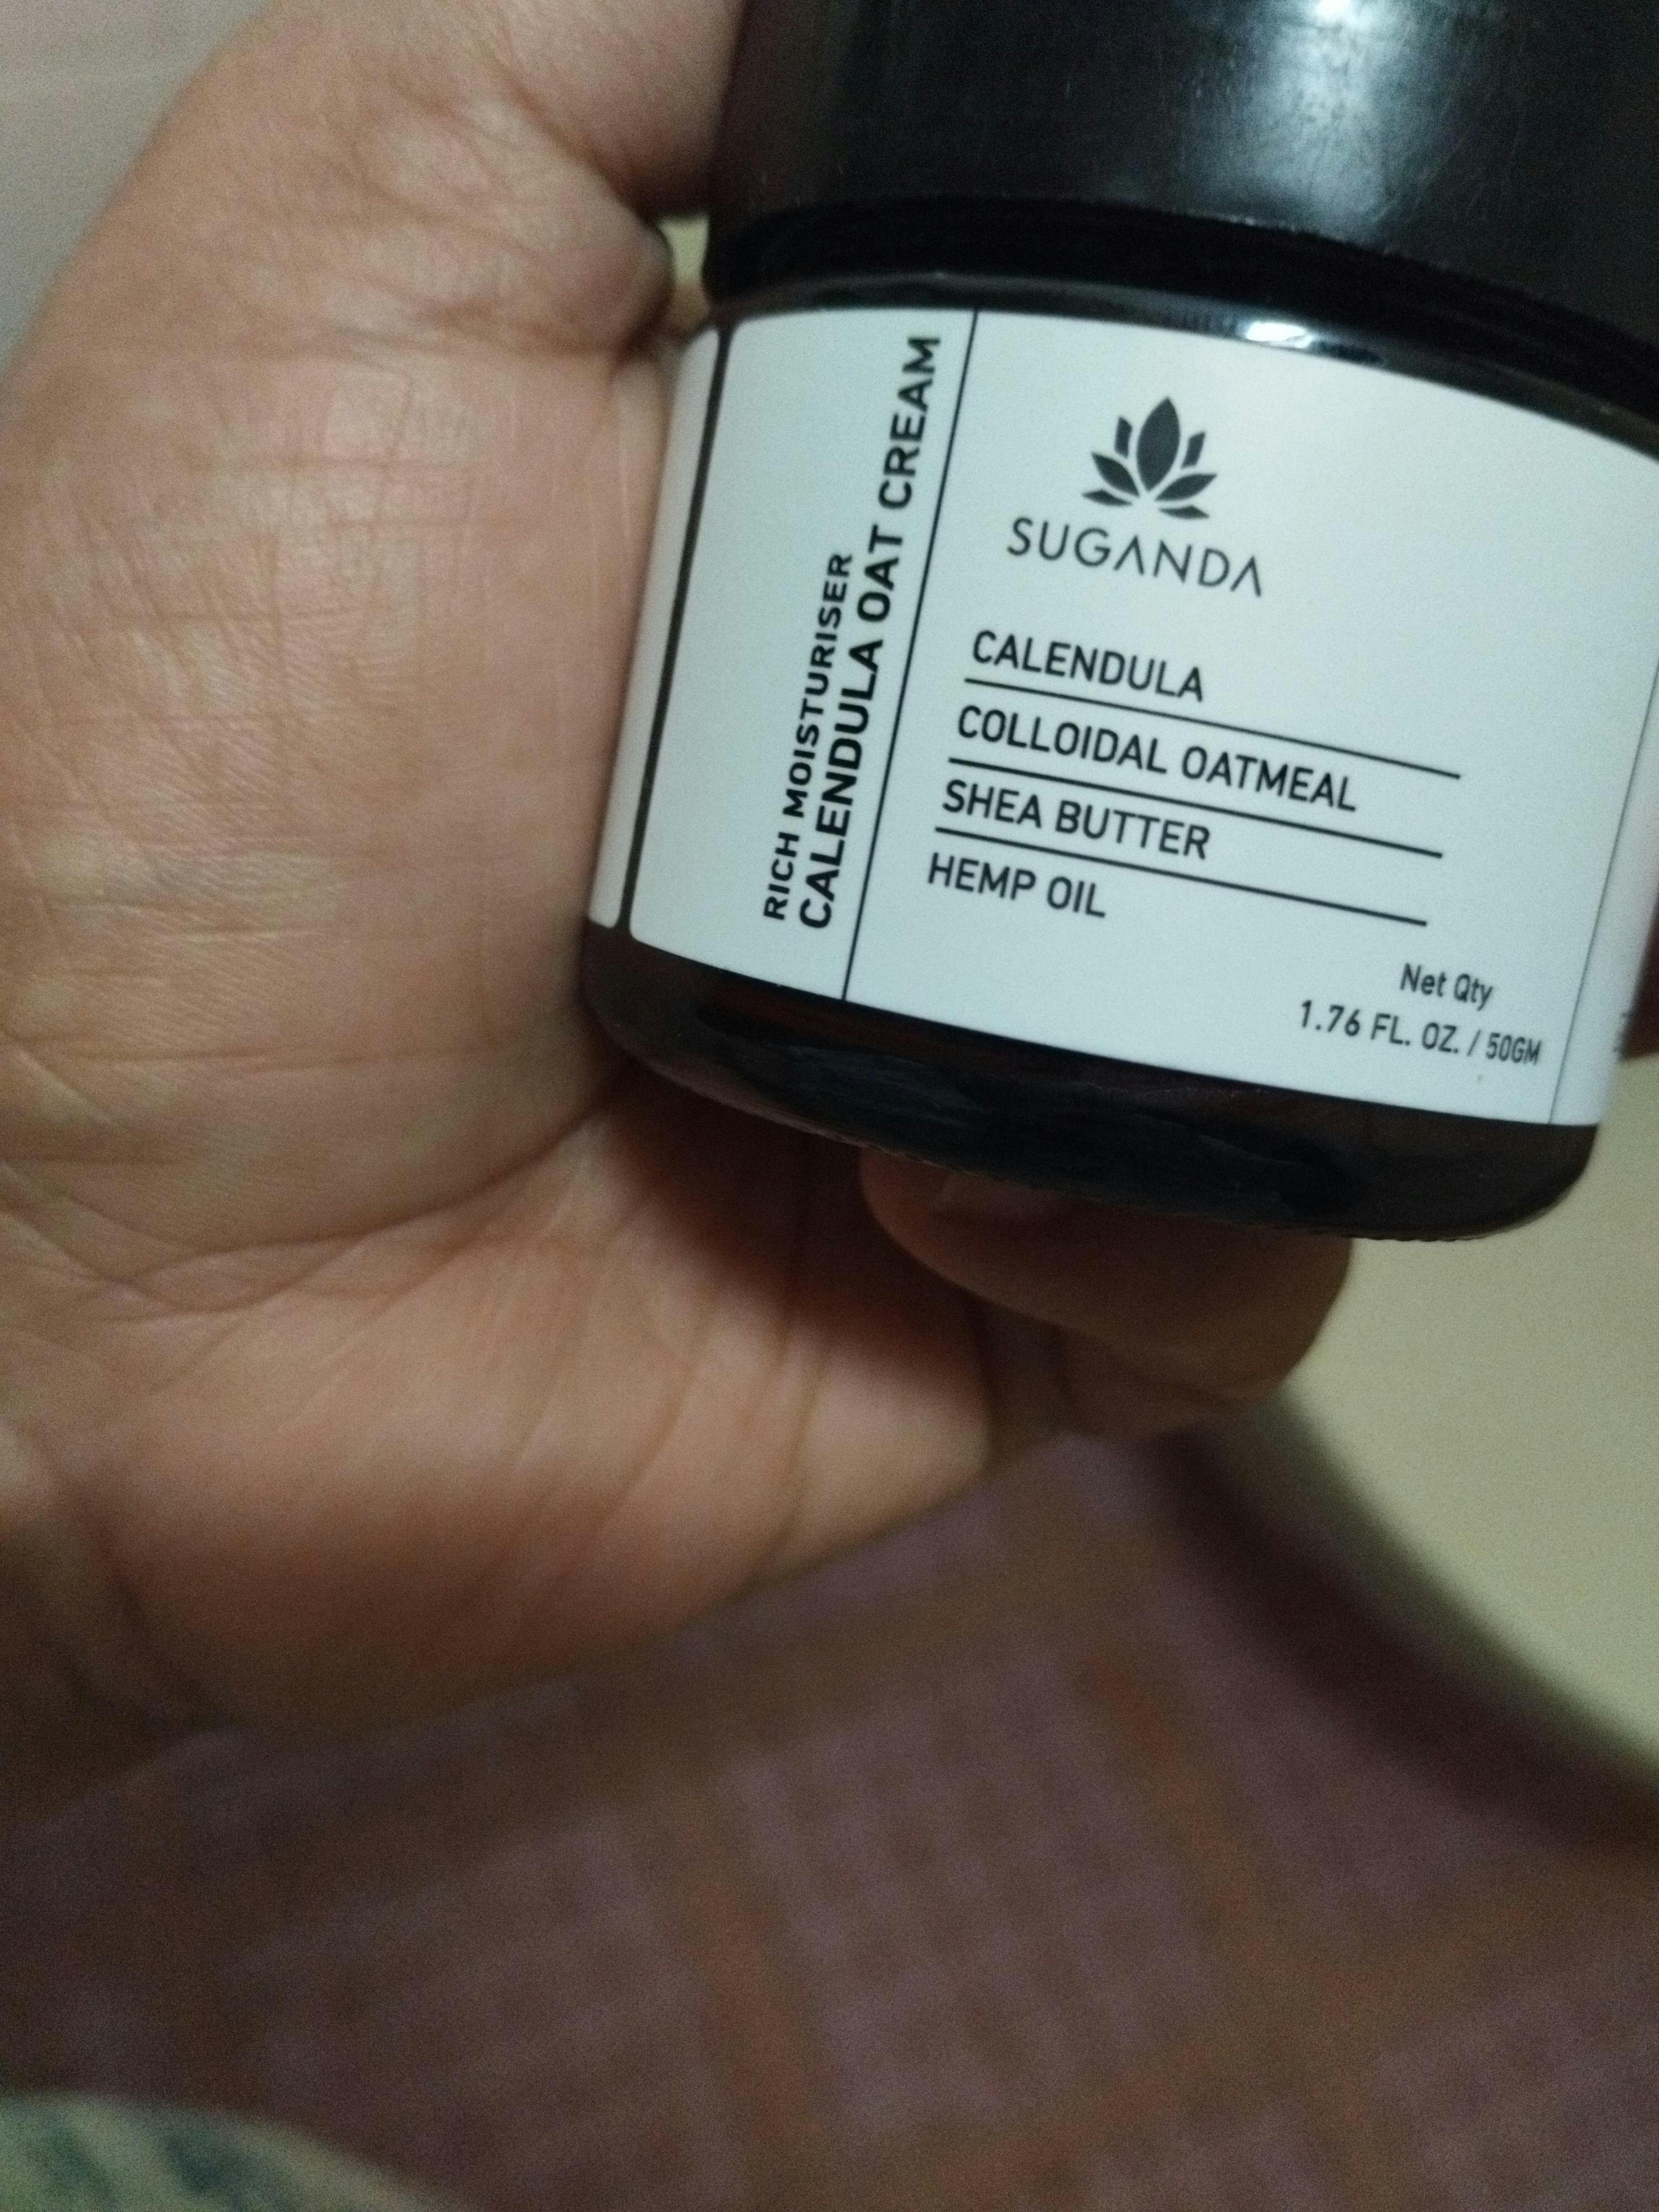 RICH MOISTURISER
CALENDULA OAT CREAM
SUGANDA
CALENDULA
COLLOIDAL OATMEAL
SHEA BUTTER
HEMP OIL
Net Qty
1.76 FL. OZ. / 50GM